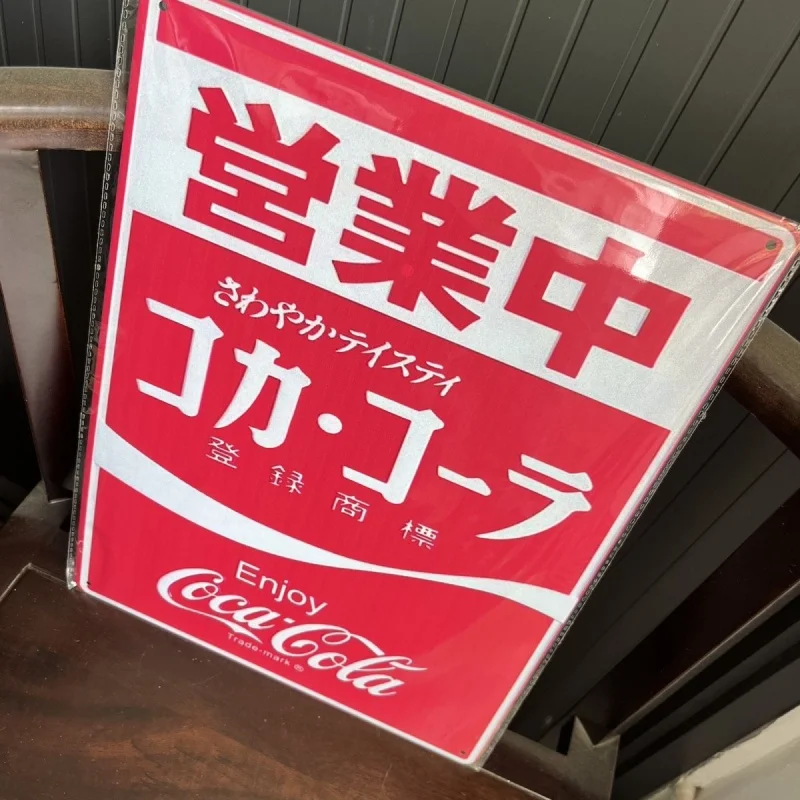 営業中
さわやかテイスティ
コカ・コーラ
登録商標
Enjoy
Coca-Cola
Trade-mark ®